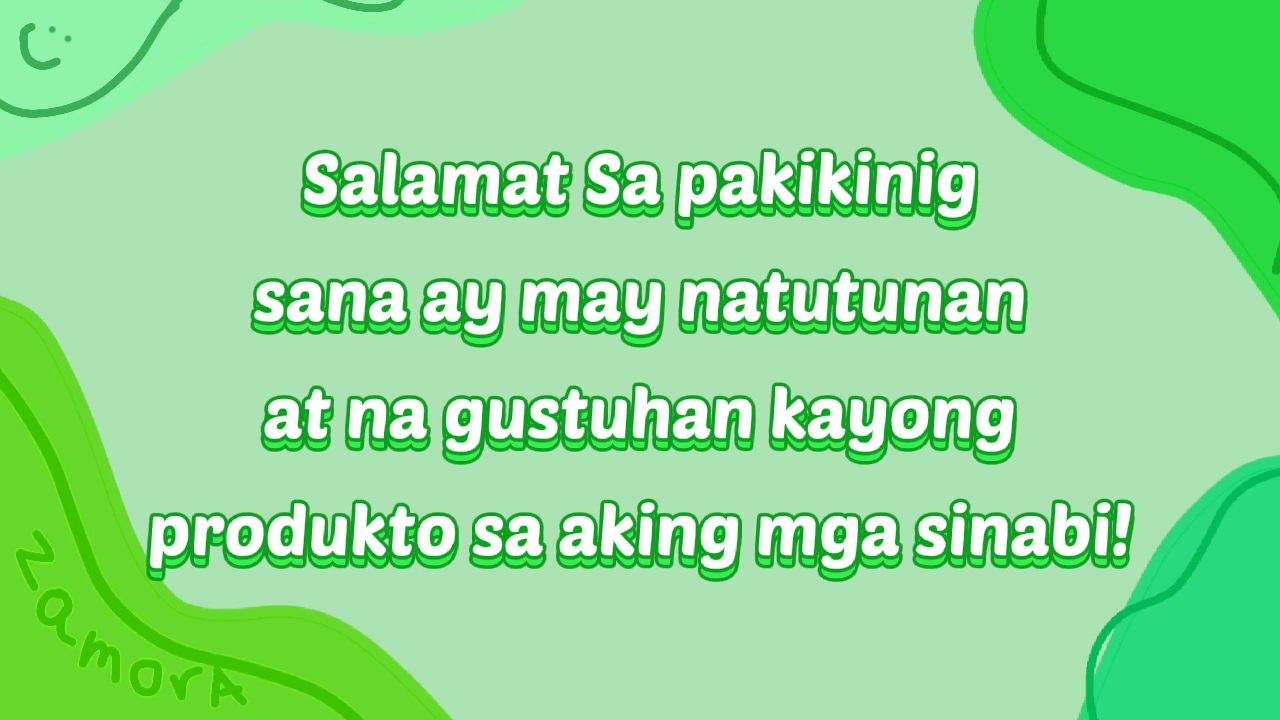 Salamat Sa pakikinig
sana ay may natutunan
at na gustuhan kayong
produkto sa aking mga sinabi!
zamorA